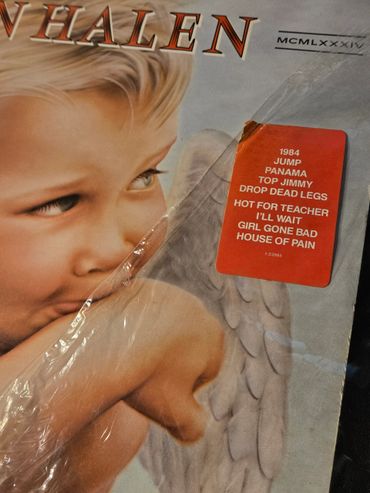 NHALEN
MCMLXXXIV
1984
JUMP
PANAMA
TOP JIMMY
DROP DEAD LEGS
HOT FOR TEACHER
I'LL WAIT
GIRL GONE BAD
HOUSE OF PAIN